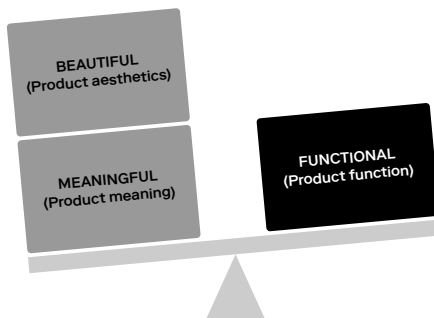 BEAUTIFUL
(Product aesthetics)
MEANINGFUL
(Product meaning)
FUNCTIONAL
(Product function)